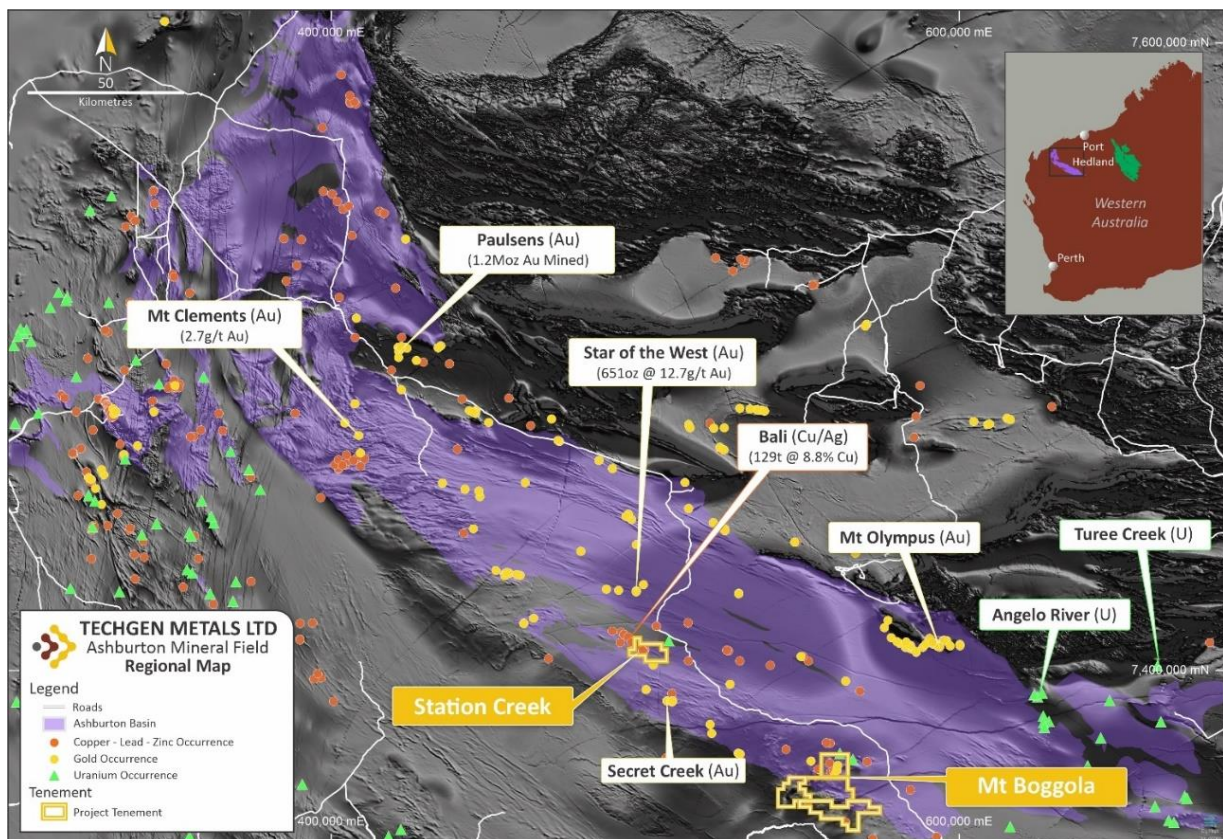 400,000 mE
600,000 mE
7,600,000 mN
N
50
Kilometres
Port
Hedland
Western
Australia
Perth
Paulsens (Au)
(1.2Moz Au Mined)
Mt Clements (Au)
(2.7g/t Au)
Star of the West (Au)
(651oz @ 12.7g/t Au)
Bali (Cu/Ag)
(129t @ 8.8% Cu)
Mt Olympus (Au)
Turee Creek (U)
Angelo River (U)
TECHGEN METALS LTD
Ashburton Mineral Field
Regional Map
Legend
Roads
Ashburton Basin
Copper - Lead - Zinc Occurrence
Gold Occurrence
Uranium Occurrence
Tenement
Project Tenement
7,400,000 mN
Station Creek
Secret Creek (Au)
Mt Boggola
400,000 mE
600,000 mE